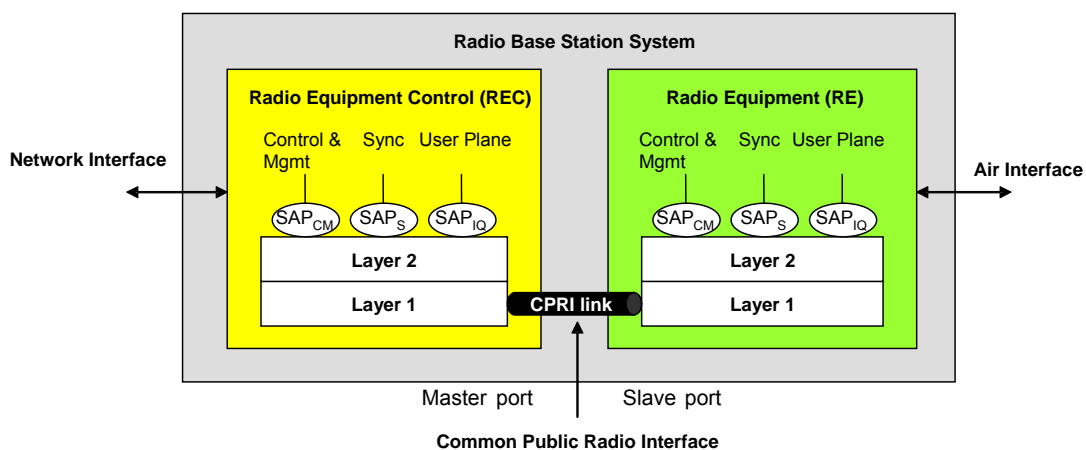 Radio Base Station System
Radio Equipment Control (REC)
Radio Equipment (RE)
Control & Mgmt
Sync
User Plane
Control & Mgmt
Sync
User Plane
Network Interface
Air Interface
SAPCM
SAPS
SAPIQ
SAPCM
SAPS
SAPIQ
Layer 2
Layer 2
Layer 1
CPRI link
Layer 1
Master port
Slave port
Common Public Radio Interface